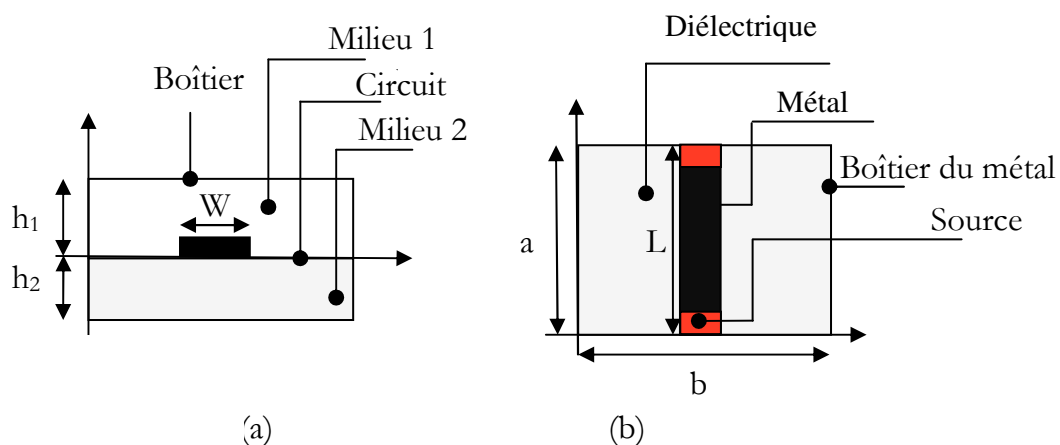 Milieu 1
Boîtier
Circuit
Milieu 2
h1
W
h2
(a)
Diélectrique
Métal
Boîtier du métal
Source
a
L
b
(b)